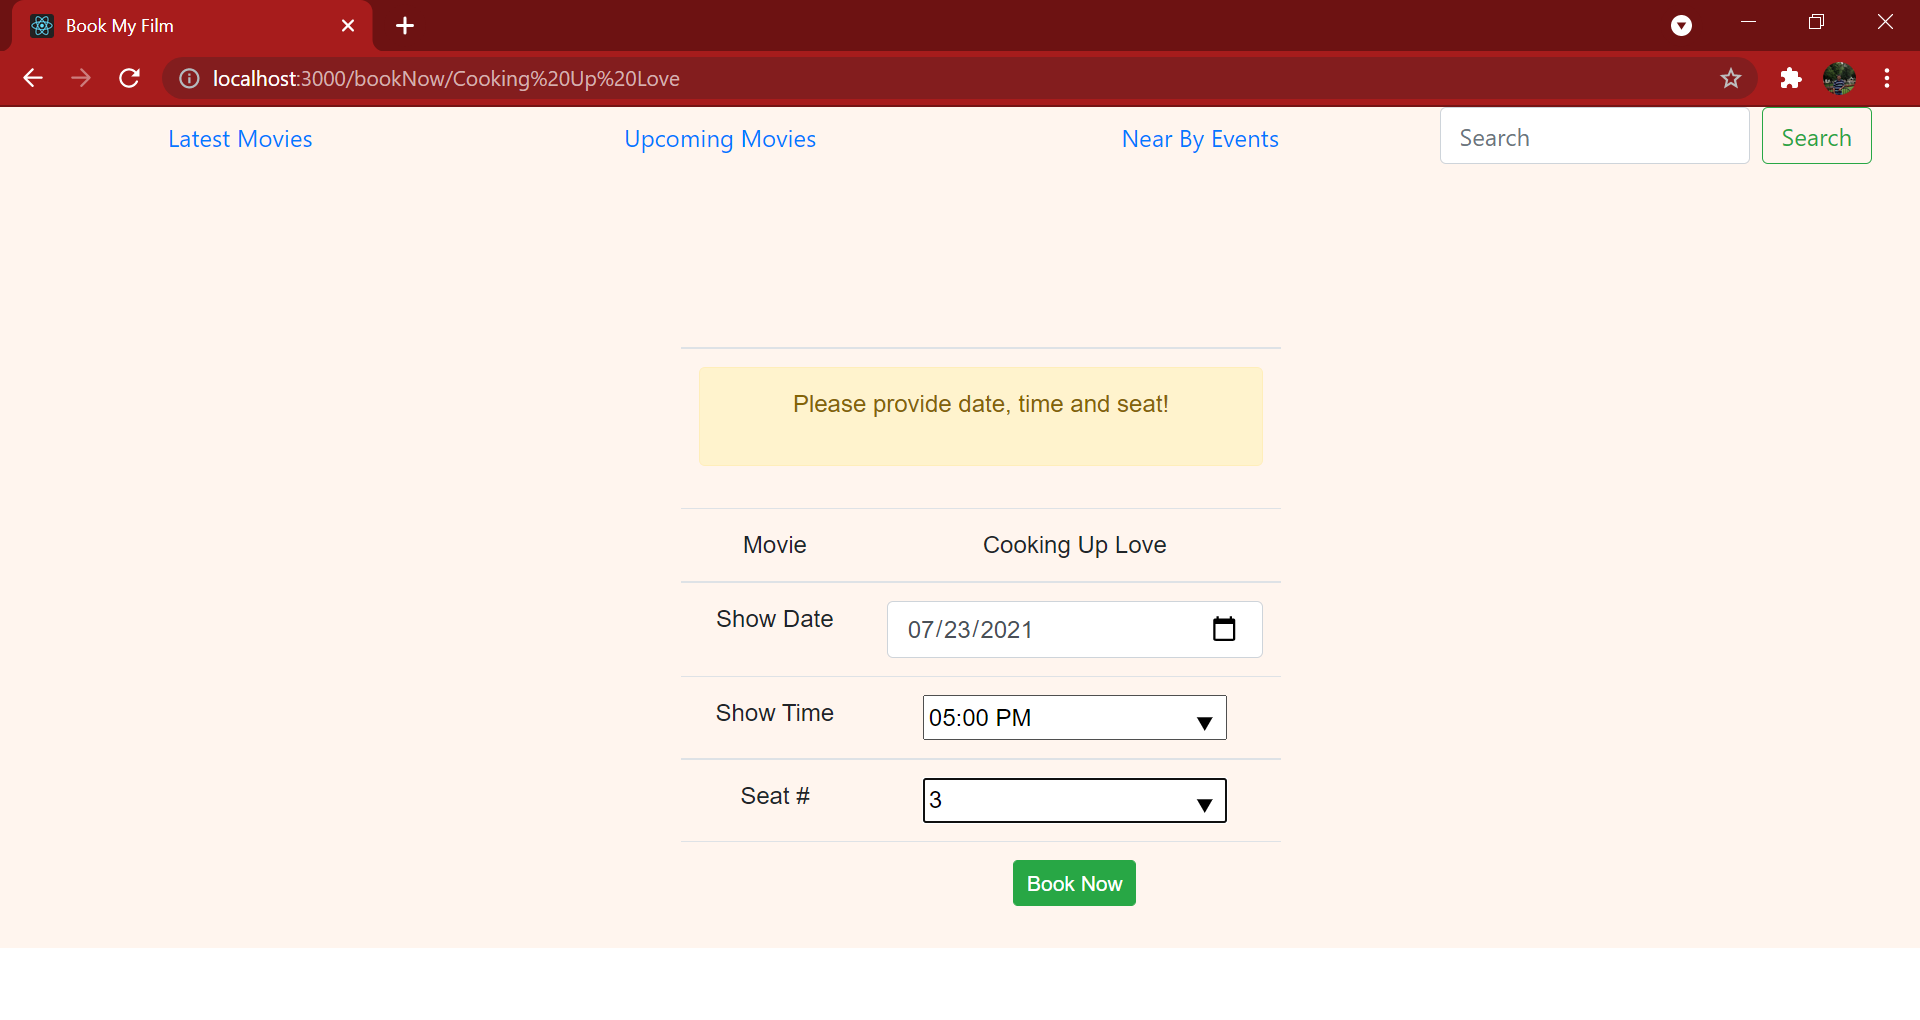 Book My Film
localhost:3000/bookNow/Cooking%20Up%20Love
Latest Movies
Upcoming Movies
Near By Events
Search
Search
Please provide date, time and seat!
Movie
Cooking Up Love
Show Date
07/23/2021
Show Time
05:00 PM
Seat #
3
Book Now